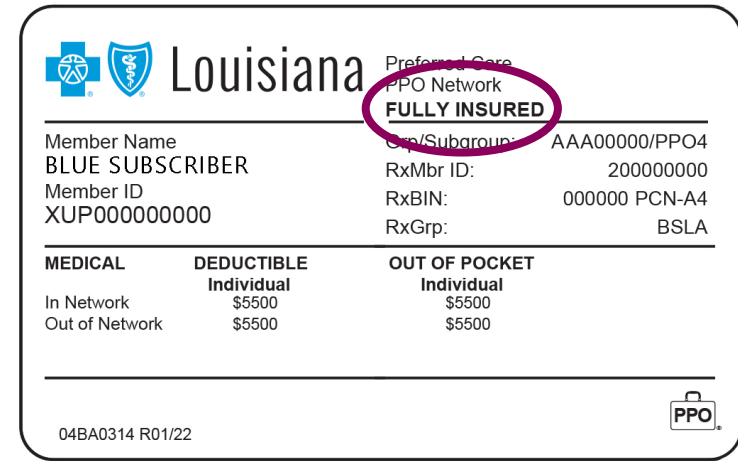 Louisiana
Preferred Care
PPO Network
FULLY INSURED
Member Name
BLUE SUBSCRIBER
Member ID
XUP000000000
Grp/Subgroup: AAA00000/PPO4
RxMbr ID: 200000000
RxBIN: 000000 PCN-A4
RxGrp: BSLA
MEDICAL DEDUCTIBLE OUT OF POCKET
Individual Individual
In Network $5500 $5500
Out of Network $5500 $5500
PPO
04BA0314 R01/22